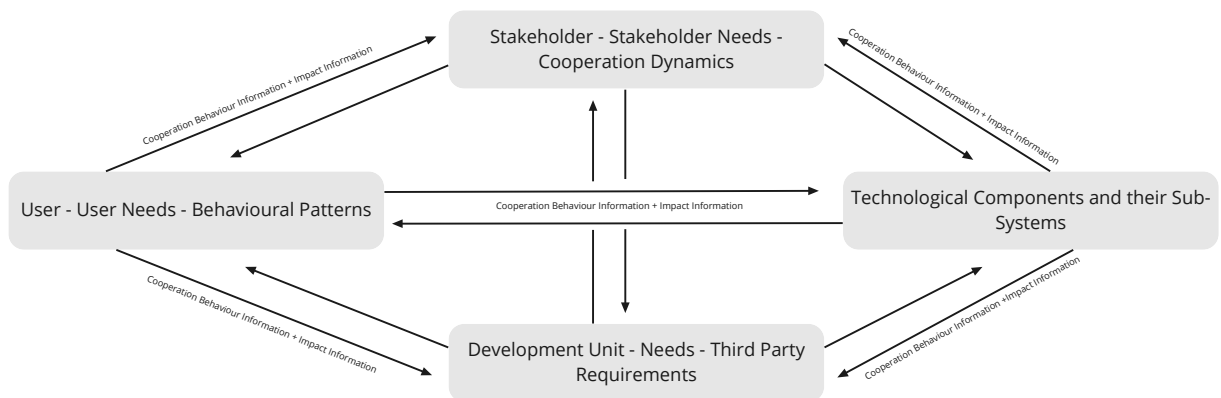 Stakeholder - Stakeholder Needs -
Cooperation Dynamics
Cooperation Behaviour Information + Impact Information
Cooperation Behaviour Information + Impact Information
User - User Needs - Behavioural Patterns
Cooperation Behaviour Information + Impact Information
Technological Components and their Sub-
Systems
Cooperation Behaviour Information + Impact Information
Cooperation Behaviour Information +Impact Information
Development Unit - Needs - Third Party
Requirements